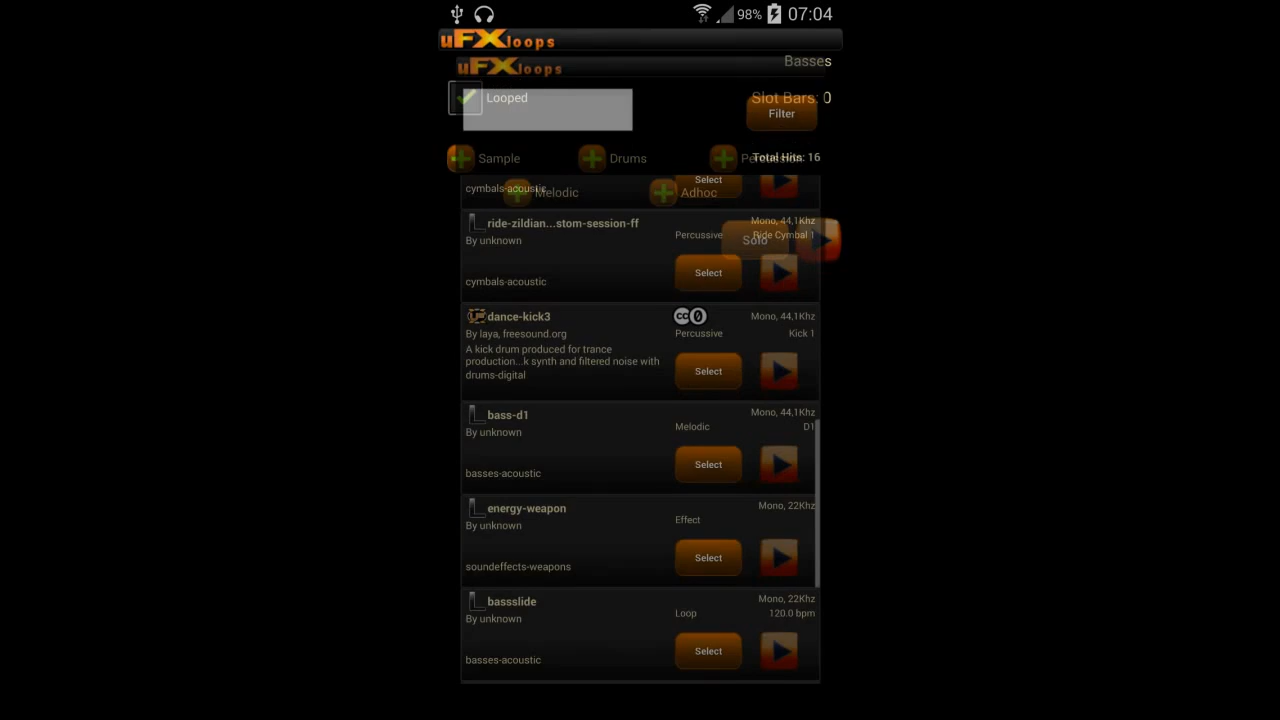 98% 07:04
uFXloops
uFXloops
Basses
Looped
Slot Bars: 0
Filter
Sample
Drums
Total Hits: 16
cymbals-acoustic
Select
Melodic
Adhoc
ride-zildian...stom-session-ff
Mono, 44,1Khz
By unknown
Percussive
Ride Cymbal 1
Solo
cymbals-acoustic
Select
dance-kick3
cc 0
Mono, 44,1Khz
By laya, freesound.org
Percussive
Kick 1
A kick drum produced for trance
production...k synth and filtered noise with
drums-digital
Select
bass-d1
Mono, 44,1Khz
By unknown
Melodic
D1
basses-acoustic
Select
energy-weapon
Mono, 22Khz
By unknown
Effect
soundeffects-weapons
Select
bassslide
Mono, 22Khz
By unknown
Loop
120.0 bpm
basses-acoustic
Select